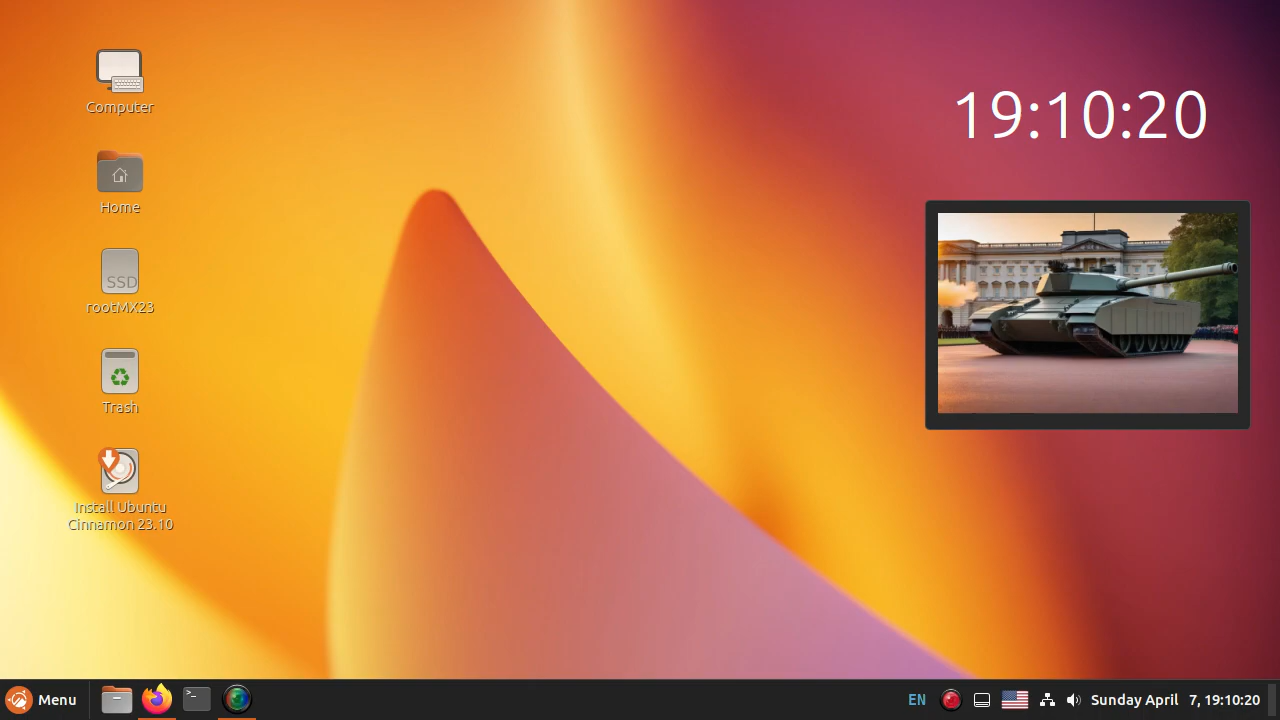 Computer
19:10:20
Home
SSD
rootMX23
Trash
Install Ubuntu
Cinnamon 23.10
Menu
>_
EN
Sunday April 7, 19:10:20